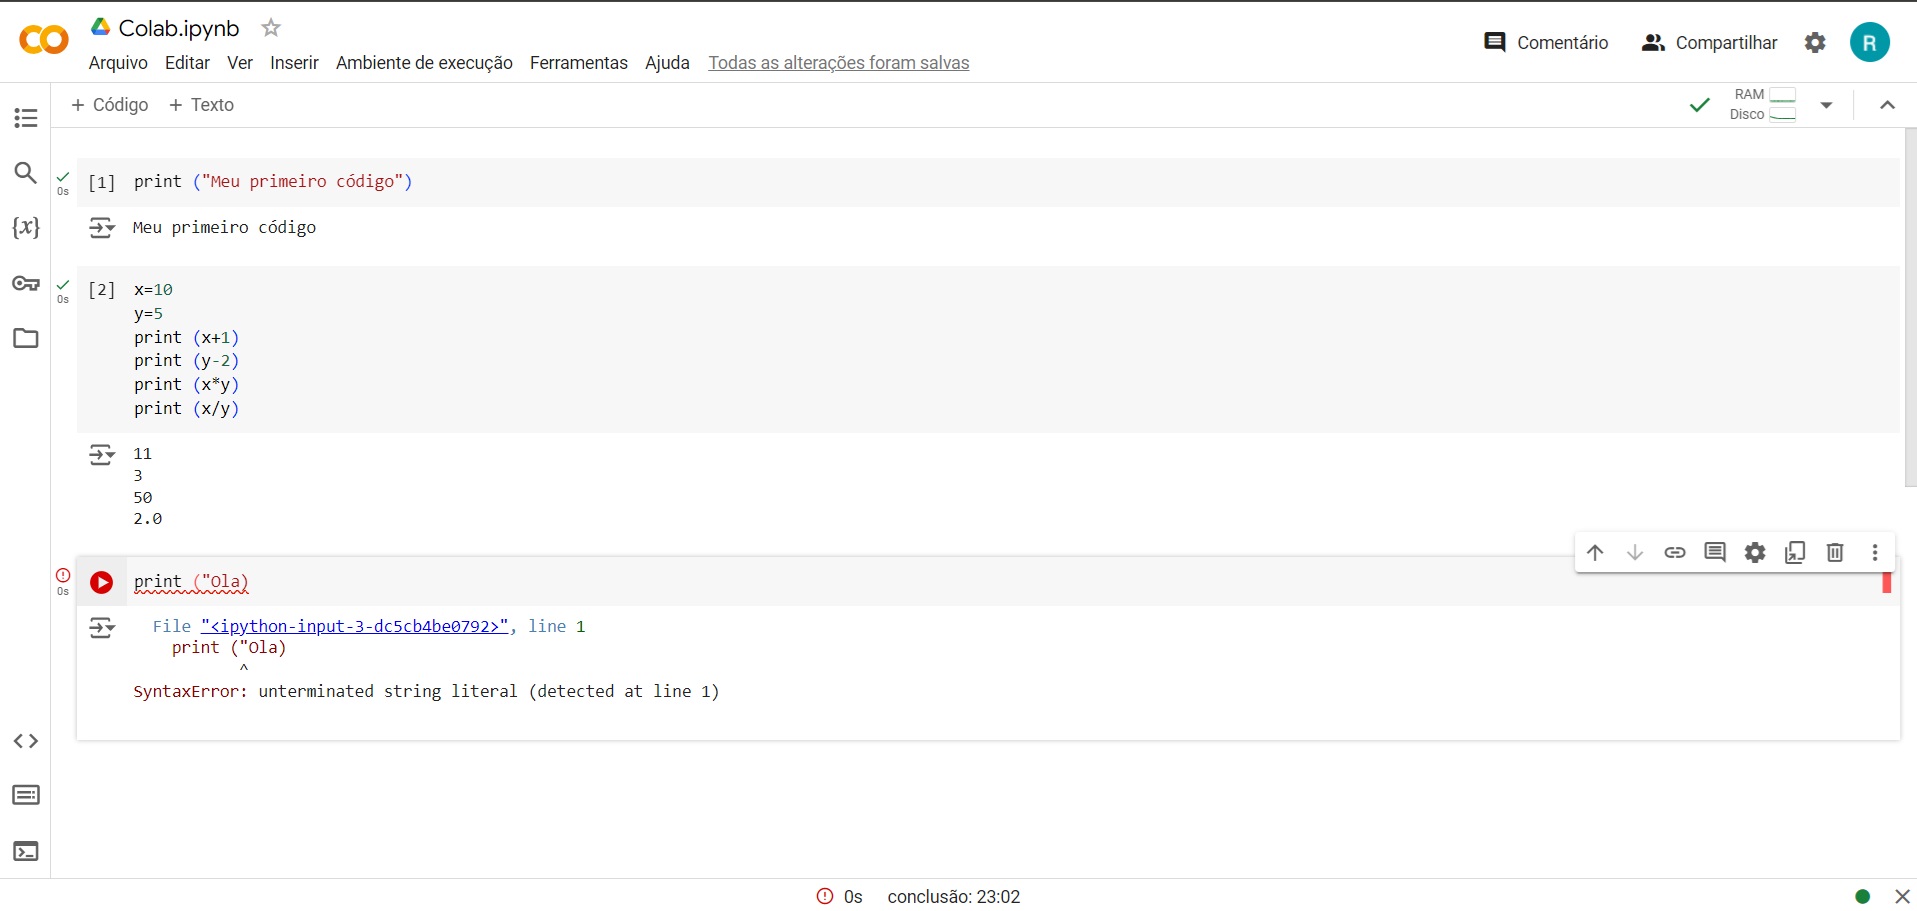 Colab.ipynb
Arquivo Editar Ver Inserir Ambiente de execução Ferramentas Ajuda Todas as alterações foram salvas
Comentário Compartilhar R
+ Código + Texto
RAM
Disco
{x}
0s [1] print ("Meu primeiro código")
Meu primeiro código
0s [2] x=10
y=5
print (x+1)
print (y-2)
print (x*y)
print (x/y)
11
3
50
2.0
0s print ("Ola)
File "<ipython-input-3-dc5cb4be0792>", line 1
print ("Ola)
^
SyntaxError: unterminated string literal (detected at line 1)
0s conclusão: 23:02